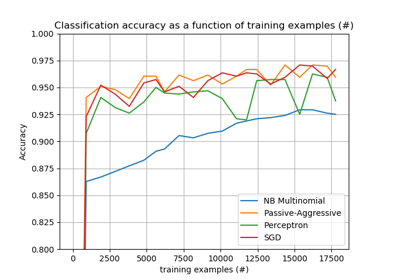 Classification accuracy as a function of training examples (#)
1.000
0.975
0.950
0.925
0.900
0.875
0.850
0.825
0.800
Accuracy
NB Multinomial
Passive-Aggressive
Perceptron
SGD
0 2500 5000 7500 10000 12500 15000 17500
training examples (#)